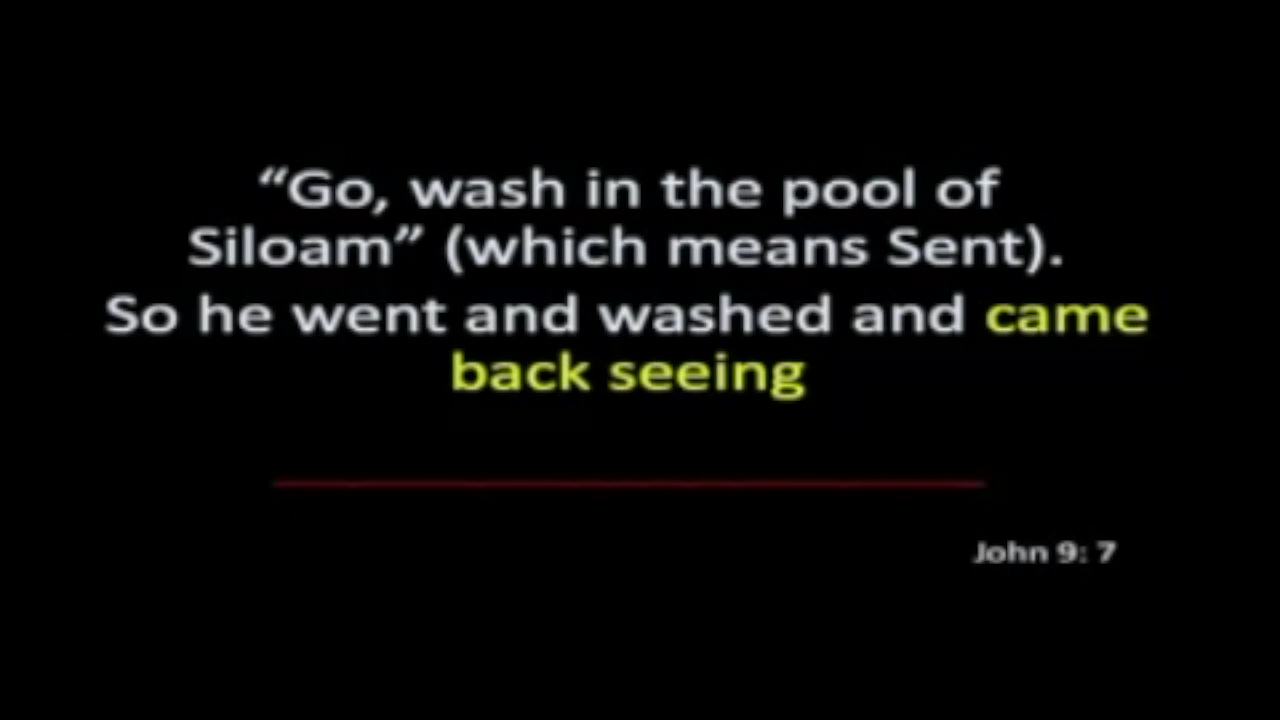 “Go, wash in the pool of
Siloam” (which means Sent).
So he went and washed and came
back seeing
John 9: 7